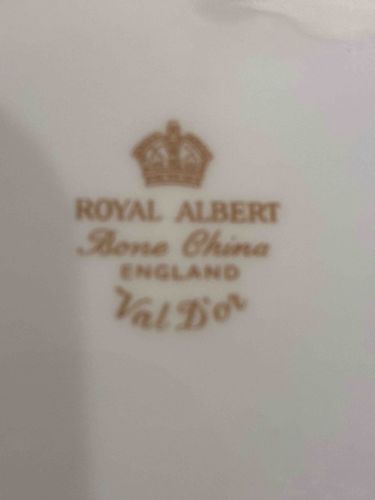 ROYAL ALBERT
Bone China
ENGLAND
Val D'or